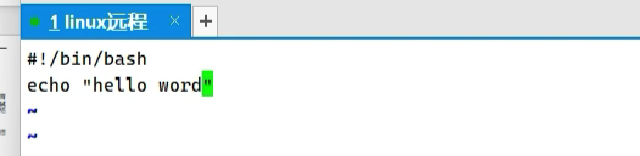 1 linux远程 × +
#!/bin/bash
echo "hello word"
~
~